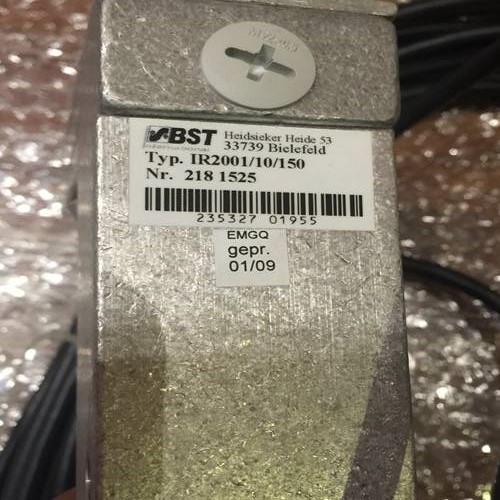 BST
Heidsieker Heide 53
33739 Bielefeld
Typ. IR2001/10/150
Nr. 218 1525
235327 01955
EMGQ
gepr.
01/09